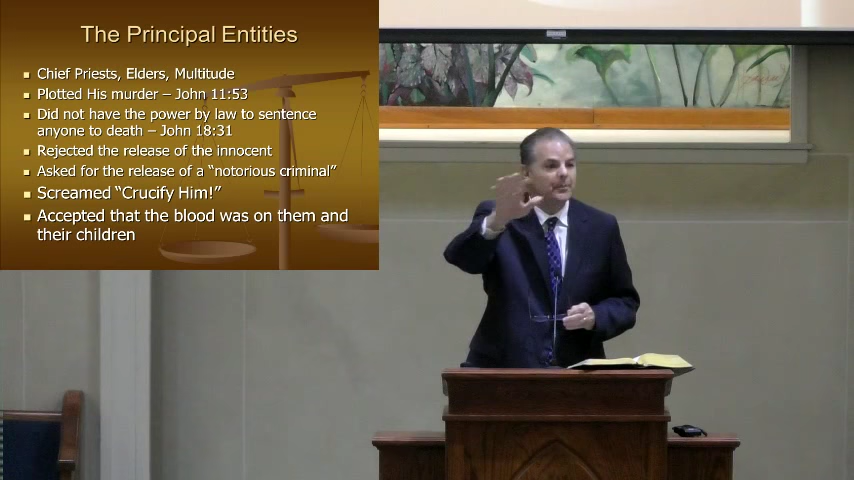 The Principal Entities
Chief Priests, Elders, Multitude
Plotted His murder – John 11:53
Did not have the power by law to sentence
anyone to death – John 18:31
Rejected the release of the innocent
Asked for the release of a "notorious criminal"
Screamed "Crucify Him!"
Accepted that the blood was on them and
their children